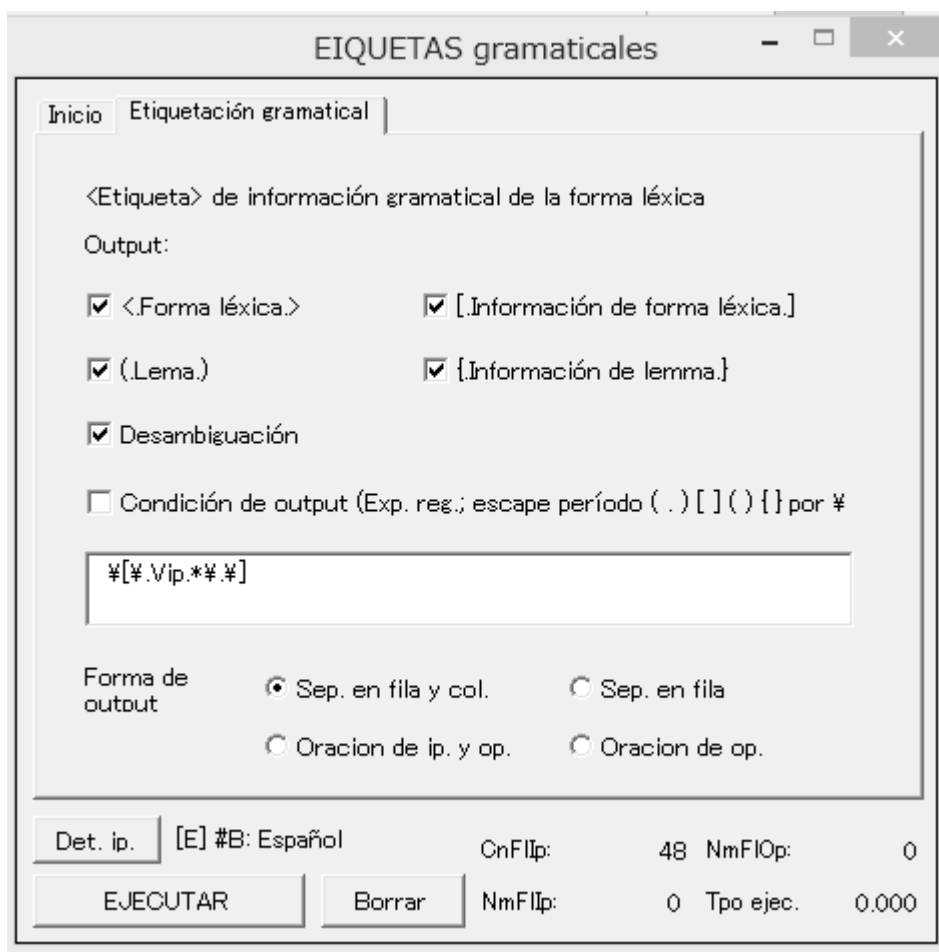 EIQUETAS gramaticales
Inicio Etiquetación gramatical
<Etiqueta> de información gramatical de la forma léxica
Output:
<.Forma léxica.> [.Información de forma léxica.]
(.Lema.) {.Información de lemma.}
Desambiguación
Condición de output (Exp. reg.; escape período ( . ) [ ] ( ) { } por ¥
¥[¥.Vip.*¥.¥]
Forma de output
Sep. en fila y col. Sep. en fila
Oracion de ip. y op. Oracion de op.
Det. ip. [E] #B: Español CnFlIp: 48 NmFlOp: 0
EJECUTAR Borrar NmFlIp: 0 Tpo ejec. 0.000